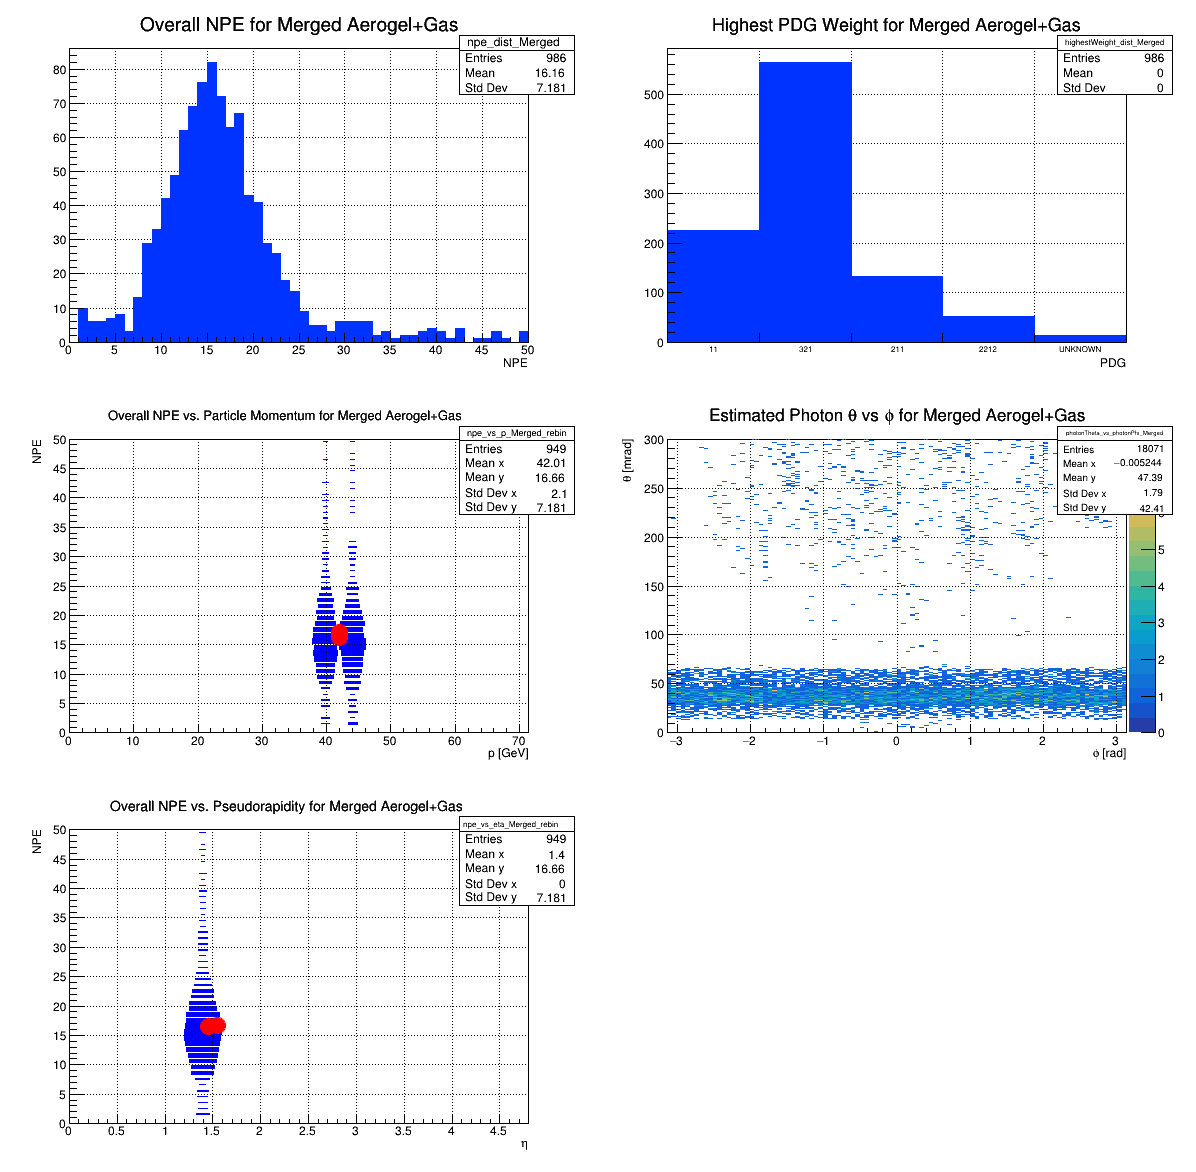 Overall NPE for Merged Aerogel+Gas
npe_dist_Merged
Entries 986
Mean 16.16
Std Dev 7.181
80
70
60
50
40
30
20
10
0
0 5 10 15 20 25 30 35 40 45 50
NPE
Highest PDG Weight for Merged Aerogel+Gas
highestWeight_dist_Merged
Entries 986
Mean 0
Std Dev 0
500
400
300
200
100
0
11 321 211 2212 UNKNOWN
PDG
Overall NPE vs. Particle Momentum for Merged Aerogel+Gas
npe_vs_p_Merged_rebin
Entries 949
Mean x 42.01
Mean y 16.66
Std Dev x 2.1
Std Dev y 7.181
NPE
50
45
40
35
30
25
20
15
10
5
0
0 10 20 30 40 50 60 70
p [GeV]
Estimated Photon θ vs ϕ for Merged Aerogel+Gas
photonTheta_vs_photonPhi_Merged
Entries 18071
Mean x −0.005244
Mean y 47.39
Std Dev x 1.79
Std Dev y 42.41
θ [mrad]
300
250
200
150
100
50
0
−3 −2 −1 0 1 2 3
ϕ [rad]
5
4
3
2
1
0
Overall NPE vs. Pseudorapidity for Merged Aerogel+Gas
npe_vs_eta_Merged_rebin
Entries 949
Mean x 1.4
Mean y 16.66
Std Dev x 0
Std Dev y 7.181
NPE
50
45
40
35
30
25
20
15
10
5
0
0 0.5 1 1.5 2 2.5 3 3.5 4 4.5
η